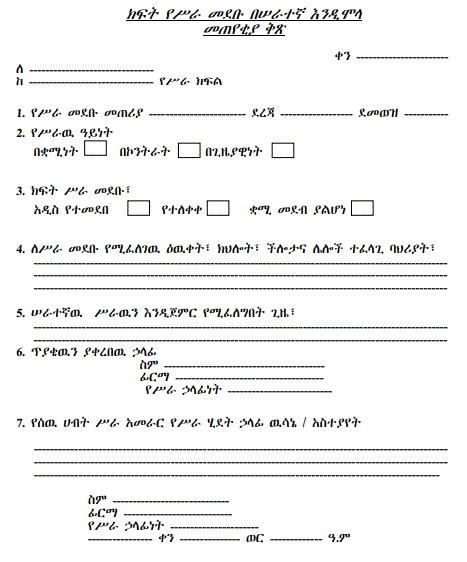 ክፍት የሥራ መደቡ በሠራተኛ እንዲሞላ
መጠየቂያ ቅጽ
ቀን --------------------
ለ ---------------------------
ከ --------------------------- የሥራ ክፍል
1. የሥራ መደቡ መጠሪያ --------------------- ደረጃ --------------- ደመወዝ ----------
2. የሥራዉ ዓይነት
በቋሚነት በኮንትራት በጊዜያዊነት
3. ክፍት ሥራ መደቡ፣
አዲስ የተመደበ የተለቀቀ ቋሚ መደብ ያልሆነ
4. ለሥራ መደቡ የሚፈለገዉ ዕዉቀት፣ ክህሎት፣ ችሎታና ሌሎች ተፈላጊ ባህሪያት፣
5. ሠራተኛዉ ሥራዉን እንዲጀምር የሚፈለግበት ጊዜ፣
6. ጥያቄዉን ያቀረበዉ ኃላፊ
ስም -----------------------------------
ፊርማ --------------------------------
የሥራ ኃላፊነት ----------------------
7. የሰዉ ሀብት ሥራ አመራር የሥራ ሂደት ኃላፊ ዉሳኔ / አስተያየት
ስም -------------------------
ፊርማ -----------------------
የሥራ ኃላፊነት -------------------
-------------- ቀን ----------- ወር ----------- ዓ.ም